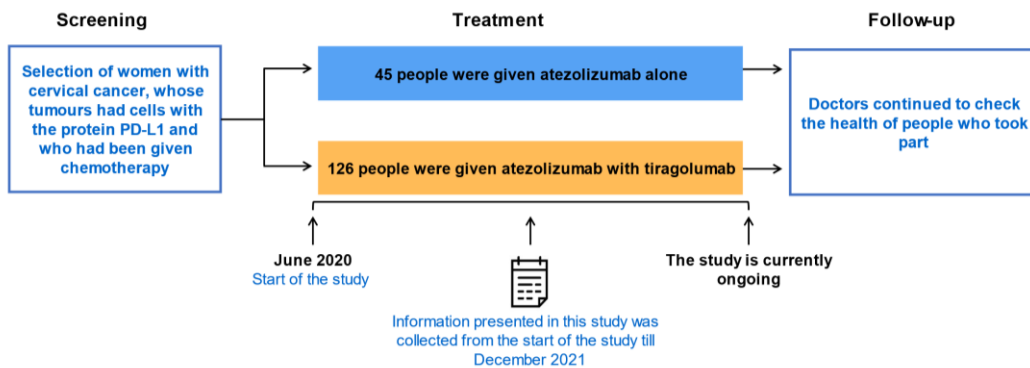 Screening
Treatment
Follow-up
Selection of women with
cervical cancer, whose
tumours had cells with
the protein PD-L1 and
who had been given
chemotherapy
45 people were given atezolizumab alone
126 people were given atezolizumab with tiragolumab
Doctors continued to check
the health of people who took
part
June 2020
Start of the study
Information presented in this study was
collected from the start of the study till
December 2021
The study is currently
ongoing